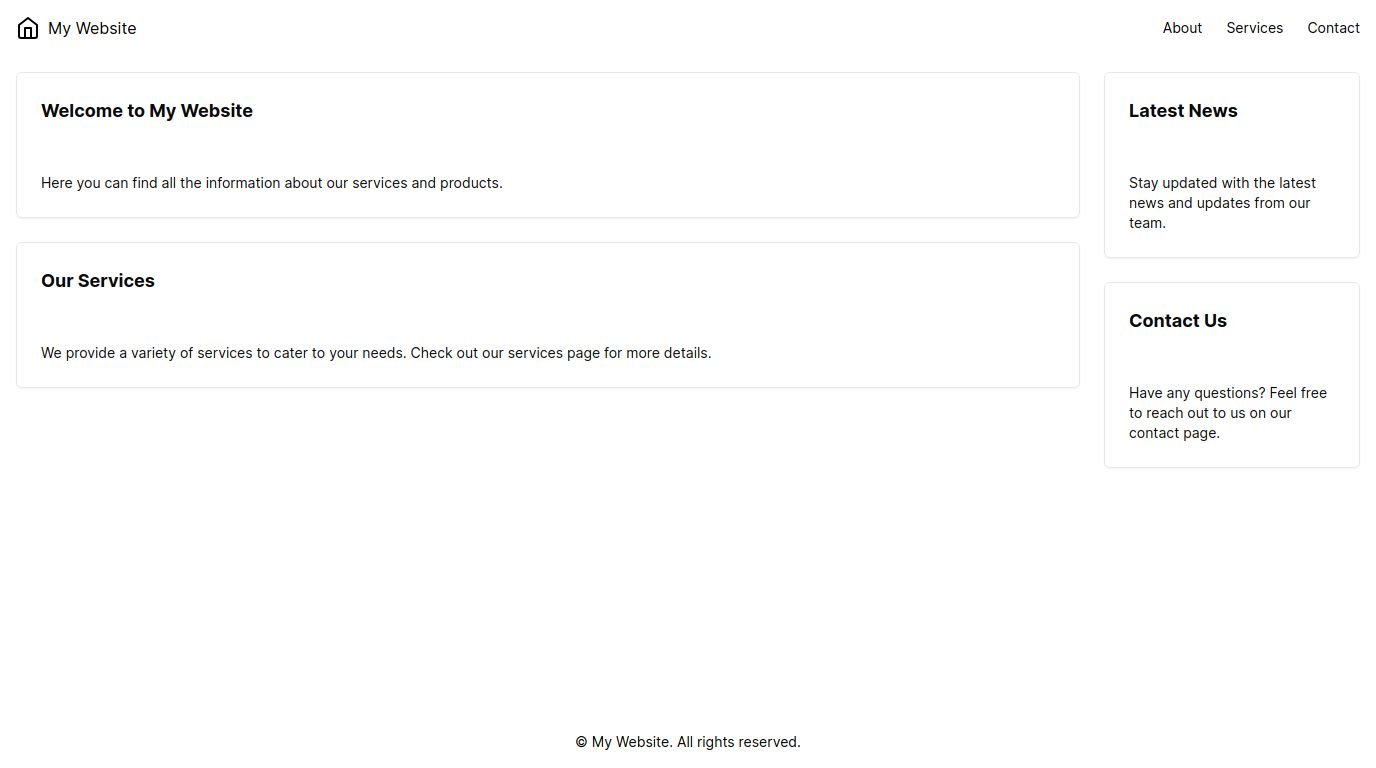 My Website
About Services Contact
Welcome to My Website
Here you can find all the information about our services and products.
Our Services
We provide a variety of services to cater to your needs. Check out our services page for more details.
Latest News
Stay updated with the latest
news and updates from our
team.
Contact Us
Have any questions? Feel free
to reach out to us on our
contact page.
© My Website. All rights reserved.